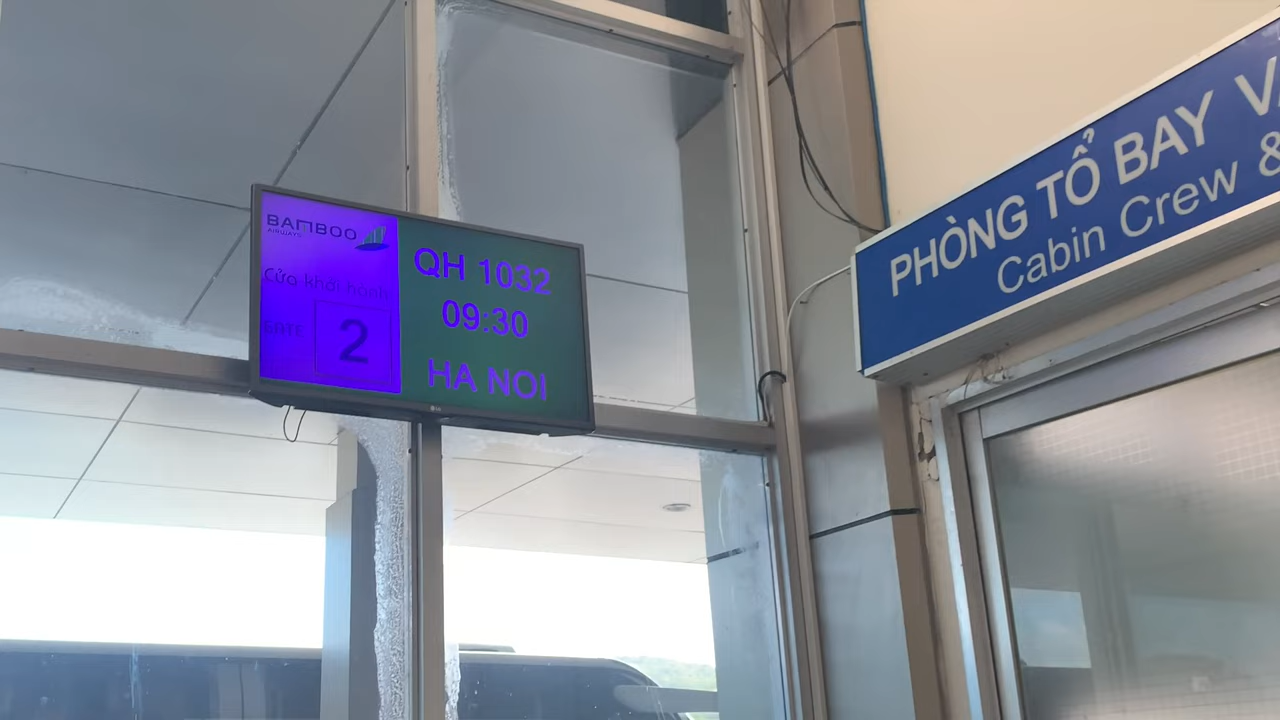 BAMBOO
AIRWAYS
Cửa khởi hành
GATE
2
QH 1032
09:30
HA NOI
PHÒNG TỔ BAY
Cabin Crew &